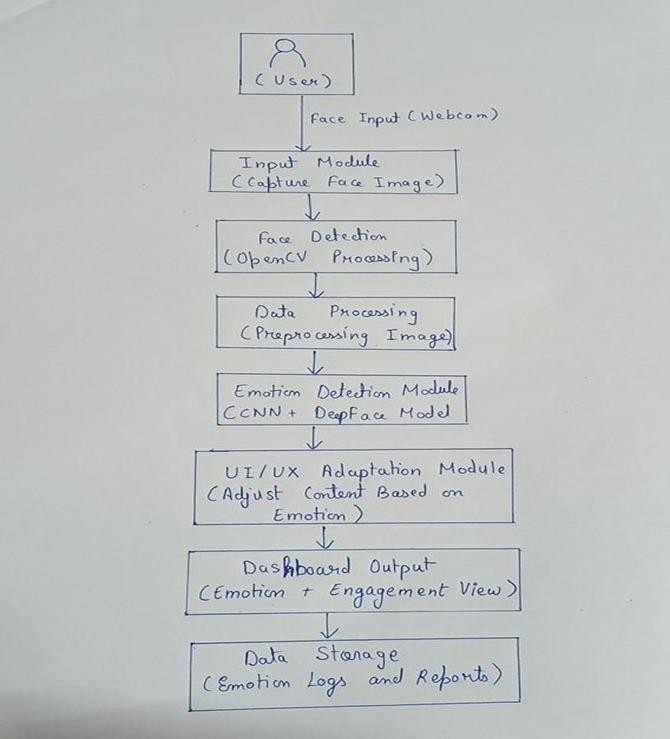 (User)
Face Input (Webcam)
Input Module
(Capture Face Image)
Face Detection
(OpenCV Processing)
Data Processing
(Preprocessing Image)
Emotion Detection Module
(CNN + DeepFace Model
UI/UX Adaptation Module
(Adjust Content Based on
Emotion)
Dashboard Output
(Emotion + Engagement View)
Data Storage
(Emotion Logs and Reports)